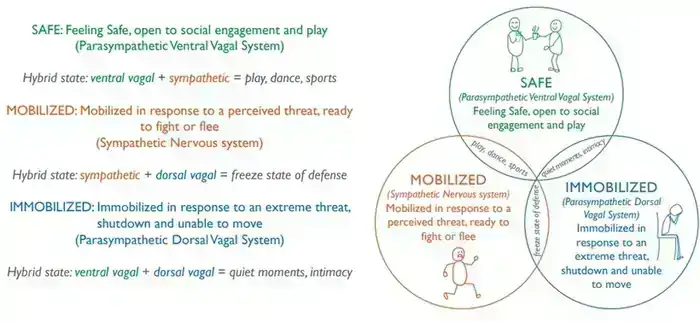 SAFE: Feeling Safe, open to social engagement and play
(Parasympathetic Ventral Vagal System)
Hybrid state: ventral vagal + sympathetic = play, dance, sports
MOBILIZED: Mobilized in response to a perceived threat, ready
to fight or flee
(Sympathetic Nervous system)
Hybrid state: sympathetic + dorsal vagal = freeze state of defense
IMMOBILIZED: Immobilized in response to an extreme threat,
shutdown and unable to move
(Parasympathetic Dorsal Vagal System)
Hybrid state: ventral vagal + dorsal vagal = quiet moments, intimacy
SAFE
(Parasympathetic Ventral Vagal System)
Feeling Safe, open to social
engagement and play
play, dance, sports
quiet moments, intimacy
MOBILIZED
(Sympathetic Nervous system)
Mobilized in response to a
perceived threat, ready to
fight or flee
freeze state of defense
IMMOBILIZED
(Parasympathetic Dorsal
Vagal System)
Immobilized in
response to an
extreme threat,
shutdown and unable
to move